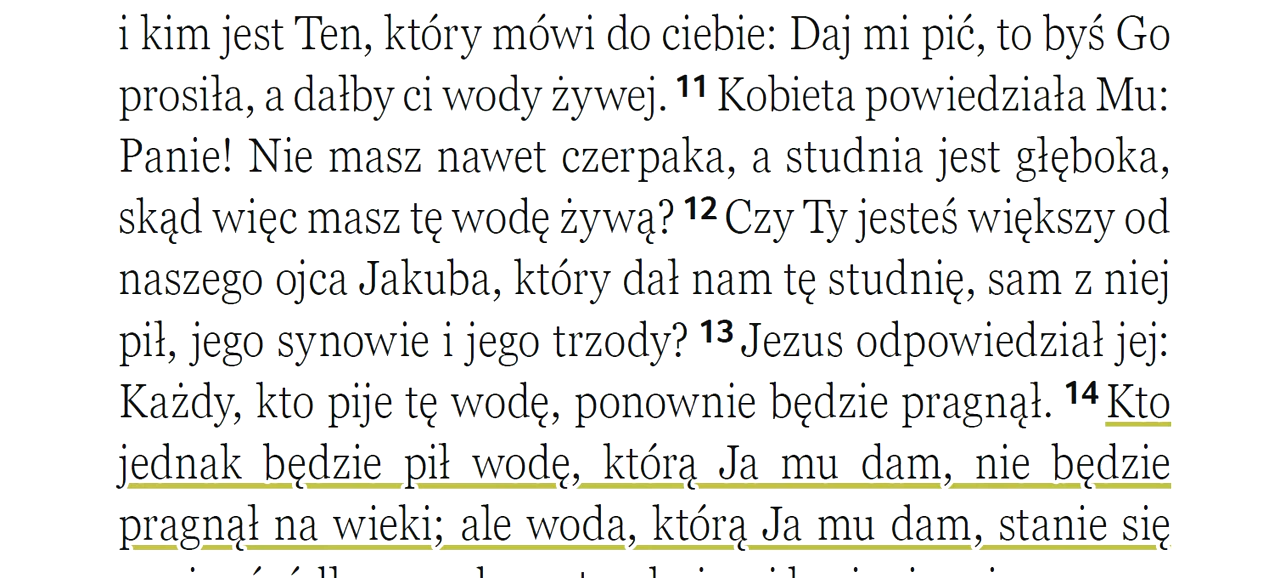 i kim jest Ten, który mówi do ciebie: Daj mi pić, to byś Go
prosiła, a dałby ci wody żywej. 11 Kobieta powiedziała Mu:
Panie! Nie masz nawet czerpaka, a studnia jest głęboka,
skąd więc masz tę wodę żywą? 12 Czy Ty jesteś większy od
naszego ojca Jakuba, który dał nam tę studnię, sam z niej
pił, jego synowie i jego trzody? 13 Jezus odpowiedział jej:
Każdy, kto pije tę wodę, ponownie będzie pragnął. 14 Kto
jednak będzie pił wodę, którą Ja mu dam, nie będzie
pragnął na wieki; ale woda, którą Ja mu dam, stanie się